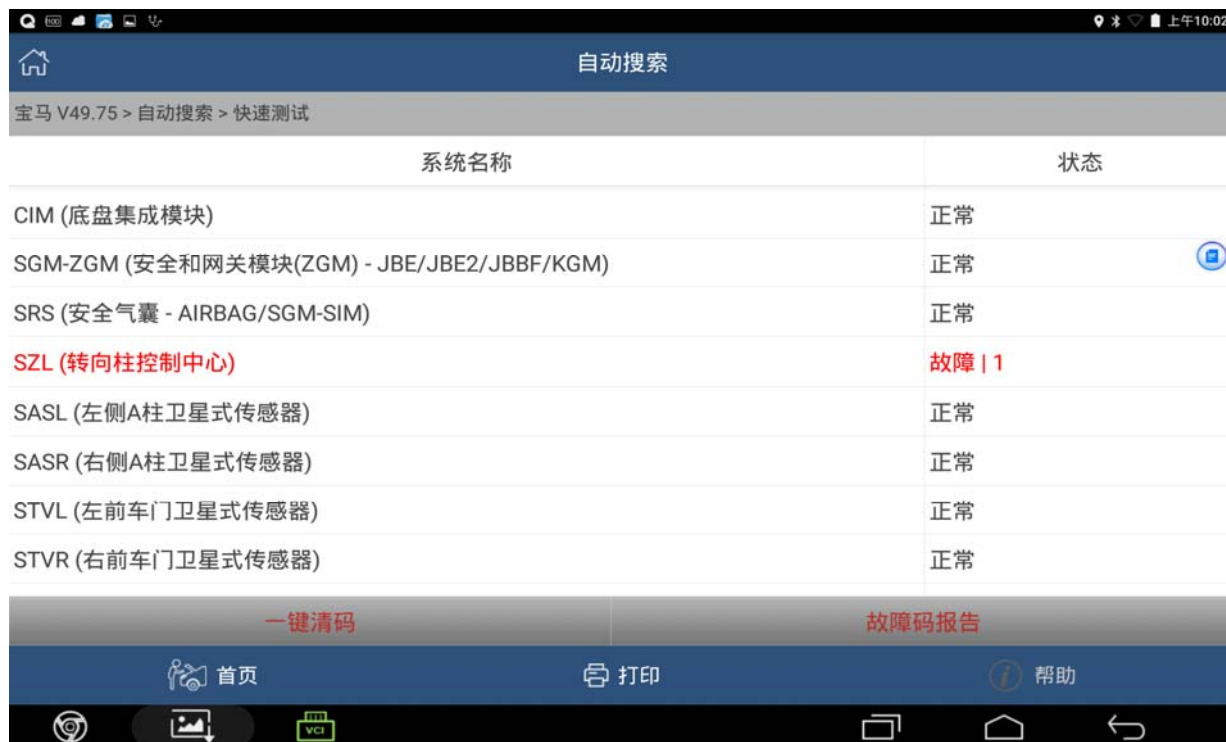 上午10:02
自动搜索
宝马 V49.75 > 自动搜索 > 快速测试
系统名称 状态
CIM (底盘集成模块) 正常
SGM-ZGM (安全和网关模块(ZGM) - JBE/JBE2/JBBF/KGM) 正常
SRS (安全气囊 - AIRBAG/SGM-SIM) 正常
SZL (转向柱控制中心) 故障 | 1
SASL (左侧A柱卫星式传感器) 正常
SASR (右侧A柱卫星式传感器) 正常
STVL (左前车门卫星式传感器) 正常
STVR (右前车门卫星式传感器) 正常
一键清码 故障码报告
首页 打印 帮助
VCI